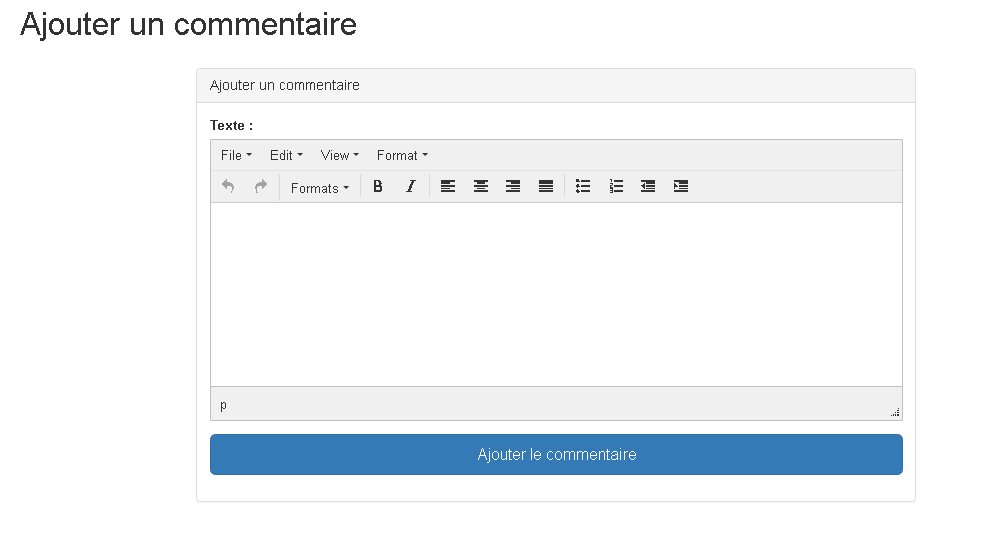 Ajouter un commentaire
Ajouter un commentaire
Texte :
File Edit View Format
Formats B I
p
Ajouter le commentaire